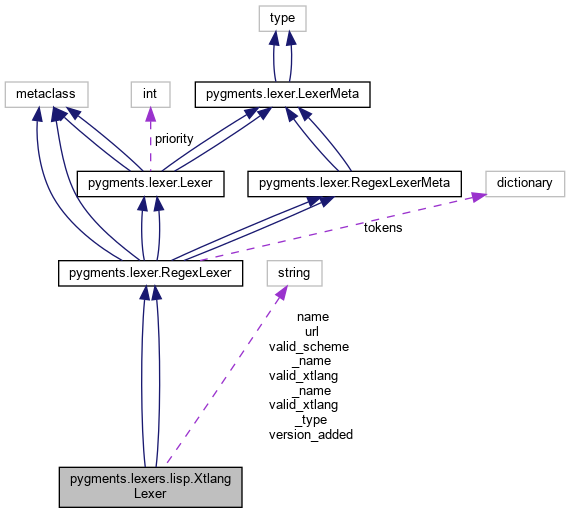 type
metaclass
int
pygments.lexer.LexerMeta
priority
pygments.lexer.Lexer
pygments.lexer.RegexLexerMeta
dictionary
tokens
pygments.lexer.RegexLexer
string
name
url
valid_scheme
_name
valid_xtlang
_name
valid_xtlang
_type
version_added
pygments.lexers.lisp.Xtlang
Lexer